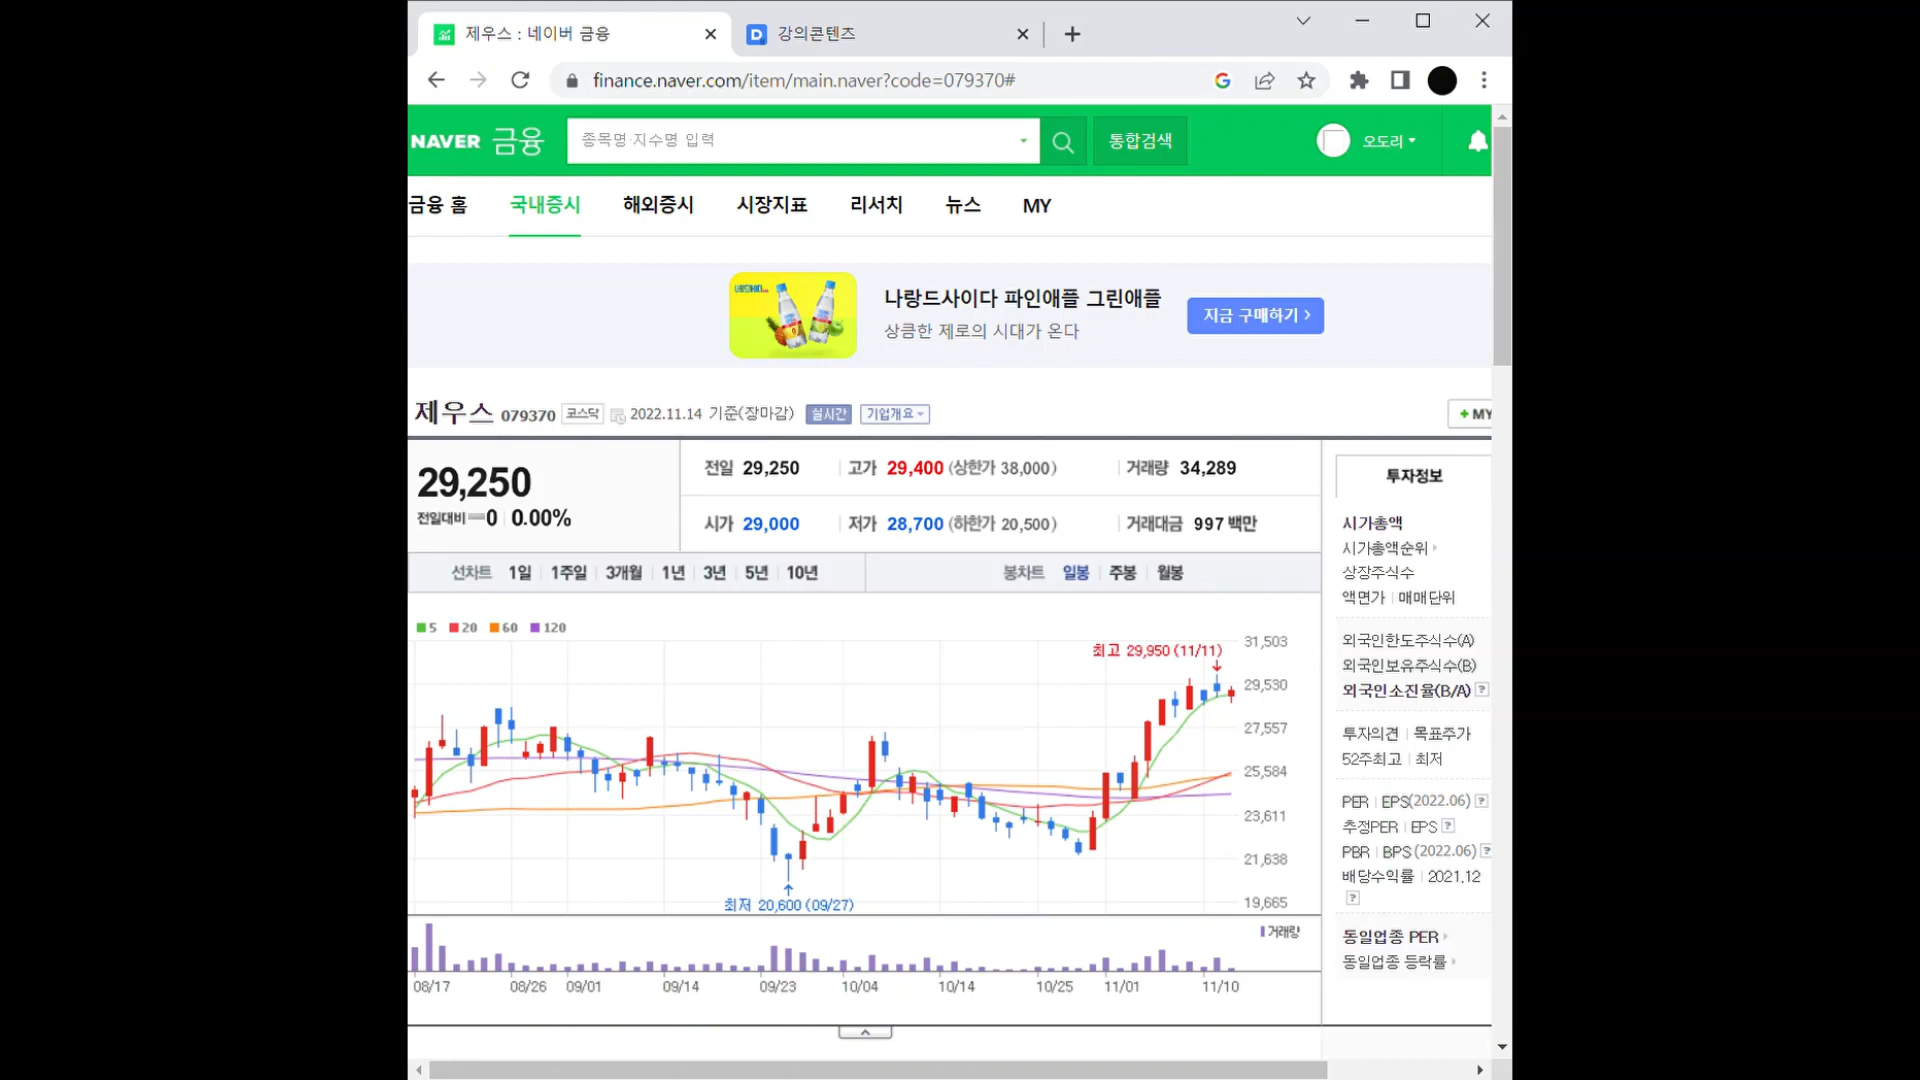 제우스 : 네이버 금융
강의콘텐츠
finance.naver.com/item/main.naver?code=079370#
NAVER 금융
종목명·지수명 입력
통합검색
오도리
금융 홈 국내증시 해외증시 시장지표 리서치 뉴스 MY
나랑드사이다 파인애플 그린애플
상큼한 제로의 시대가 온다
지금 구매하기 >
제우스 079370 코스닥 2022.11.14 기준(장마감) 실시간 기업개요
+ MY
29,250
전일대비 0 0.00%
전일 29,250 고가 29,400 (상한가 38,000) 거래량 34,289
시가 29,000 저가 28,700 (하한가 20,500) 거래대금 997 백만
선차트 1일 1주일 3개월 1년 3년 5년 10년
봉차트 일봉 주봉 월봉
5 20 60 120
최고 29,950 (11/11)
31,503
29,530
27,557
25,584
23,611
21,638
19,665
최저 20,600 (09/27)
거래량
08/17 08/26 09/01 09/14 09/23 10/04 10/14 10/25 11/01 11/10
투자정보
시가총액
시가총액순위
상장주식수
액면가 | 매매단위
외국인한도주식수(A)
외국인보유주식수(B)
외국인소진율(B/A) ?
투자의견 | 목표주가
52주최고 | 최저
PER | EPS(2022.06) ?
추정PER | EPS ?
PBR | BPS (2022.06) ?
배당수익률 | 2021.12
?
동일업종 PER
동일업종 등락률